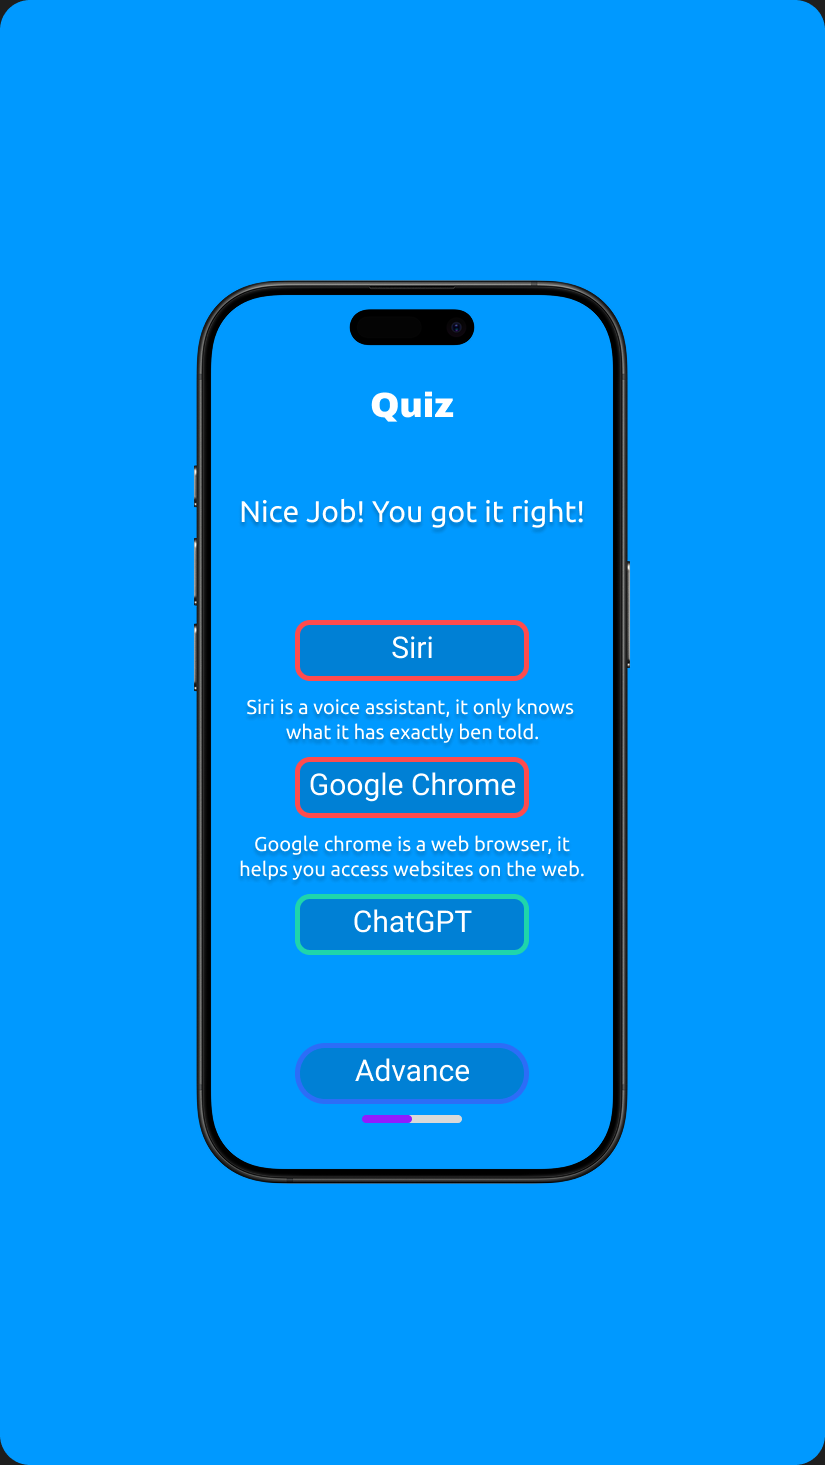 Quiz
Nice Job! You got it right!
Siri
Siri is a voice assistant, it only knows
what it has exactly ben told.
Google Chrome
Google chrome is a web browser, it
helps you access websites on the web.
ChatGPT
Advance